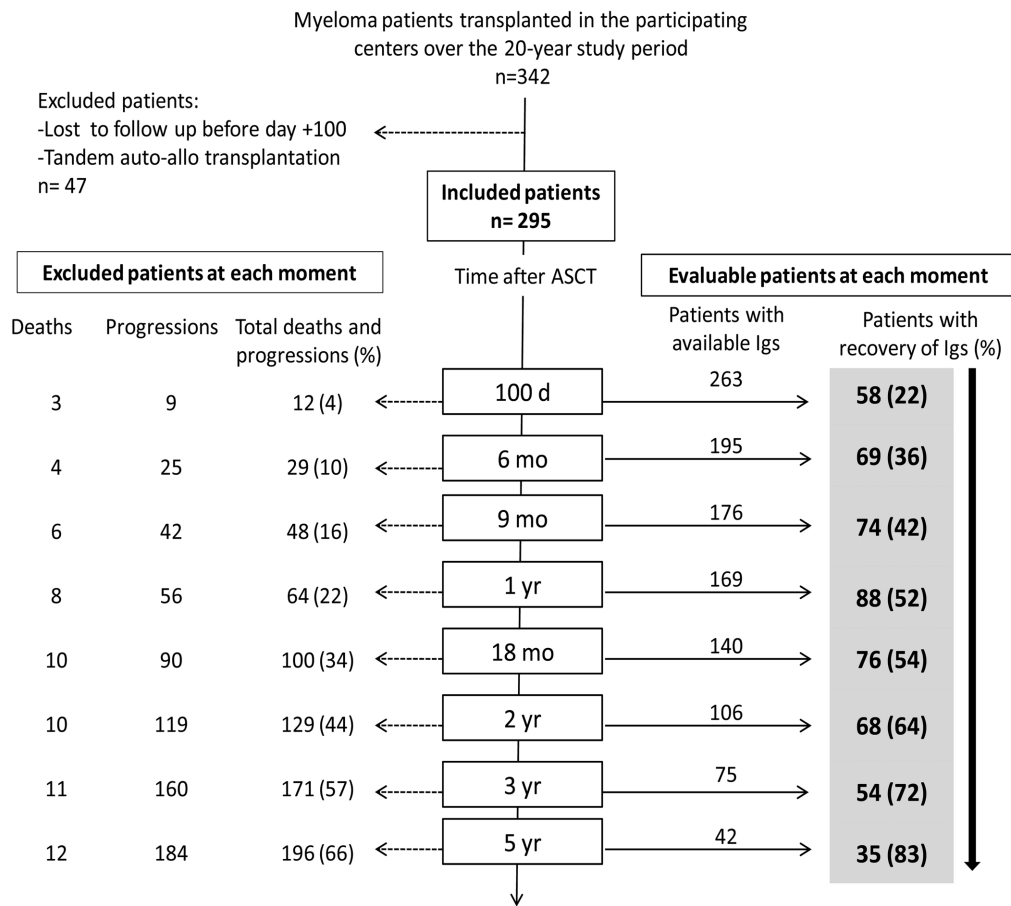 Myeloma patients transplanted in the participating
centers over the 20-year study period
n=342
Excluded patients:
-Lost to follow up before day +100
-Tandem auto-allo transplantation
n= 47
Included patients
n= 295
Excluded patients at each moment
Time after ASCT
Evaluable patients at each moment
Deaths Progressions Total deaths and
progressions (%)
Patients with
available Igs
Patients with
recovery of Igs (%)
3 9 12 (4) 100 d 263 58 (22)
4 25 29 (10) 6 mo 195 69 (36)
6 42 48 (16) 9 mo 176 74 (42)
8 56 64 (22) 1 yr 169 88 (52)
10 90 100 (34) 18 mo 140 76 (54)
10 119 129 (44) 2 yr 106 68 (64)
11 160 171 (57) 3 yr 75 54 (72)
12 184 196 (66) 5 yr 42 35 (83)